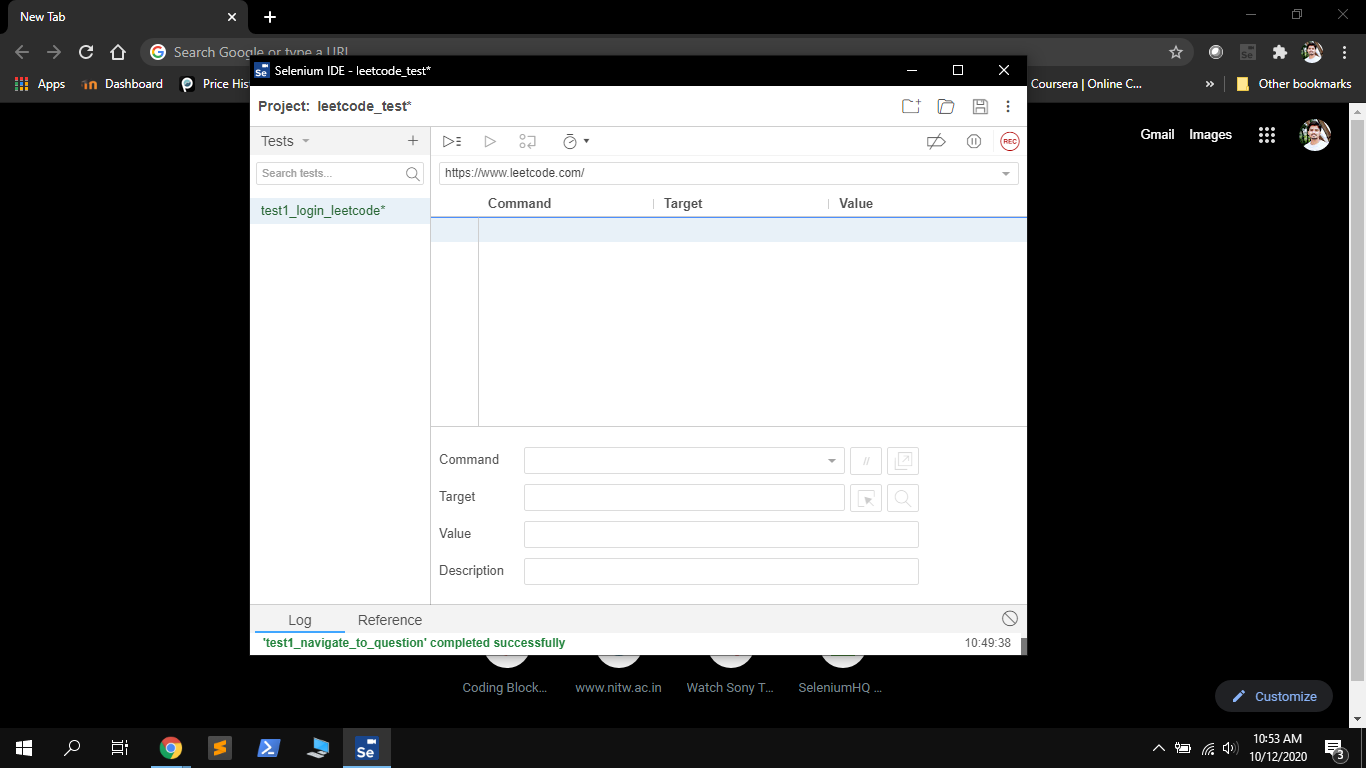 New Tab
Search Google or type a URL
Apps
Dashboard
Price His
Coursera | Online C...
»
Other bookmarks
Se
Selenium IDE - leetcode_test*
Project: leetcode_test*
Gmail
Images
Tests
REC
Search tests...
https://www.leetcode.com/
Command
Target
Value
test1_login_leetcode*
Command
//
Target
Value
Description
Log
Reference
'test1_navigate_to_question' completed successfully
10:49:38
Coding Block...
www.nitw.ac.in
Watch Sony T...
SeleniumHQ ...
Customize
Se
10:53 AM
10/12/2020
3